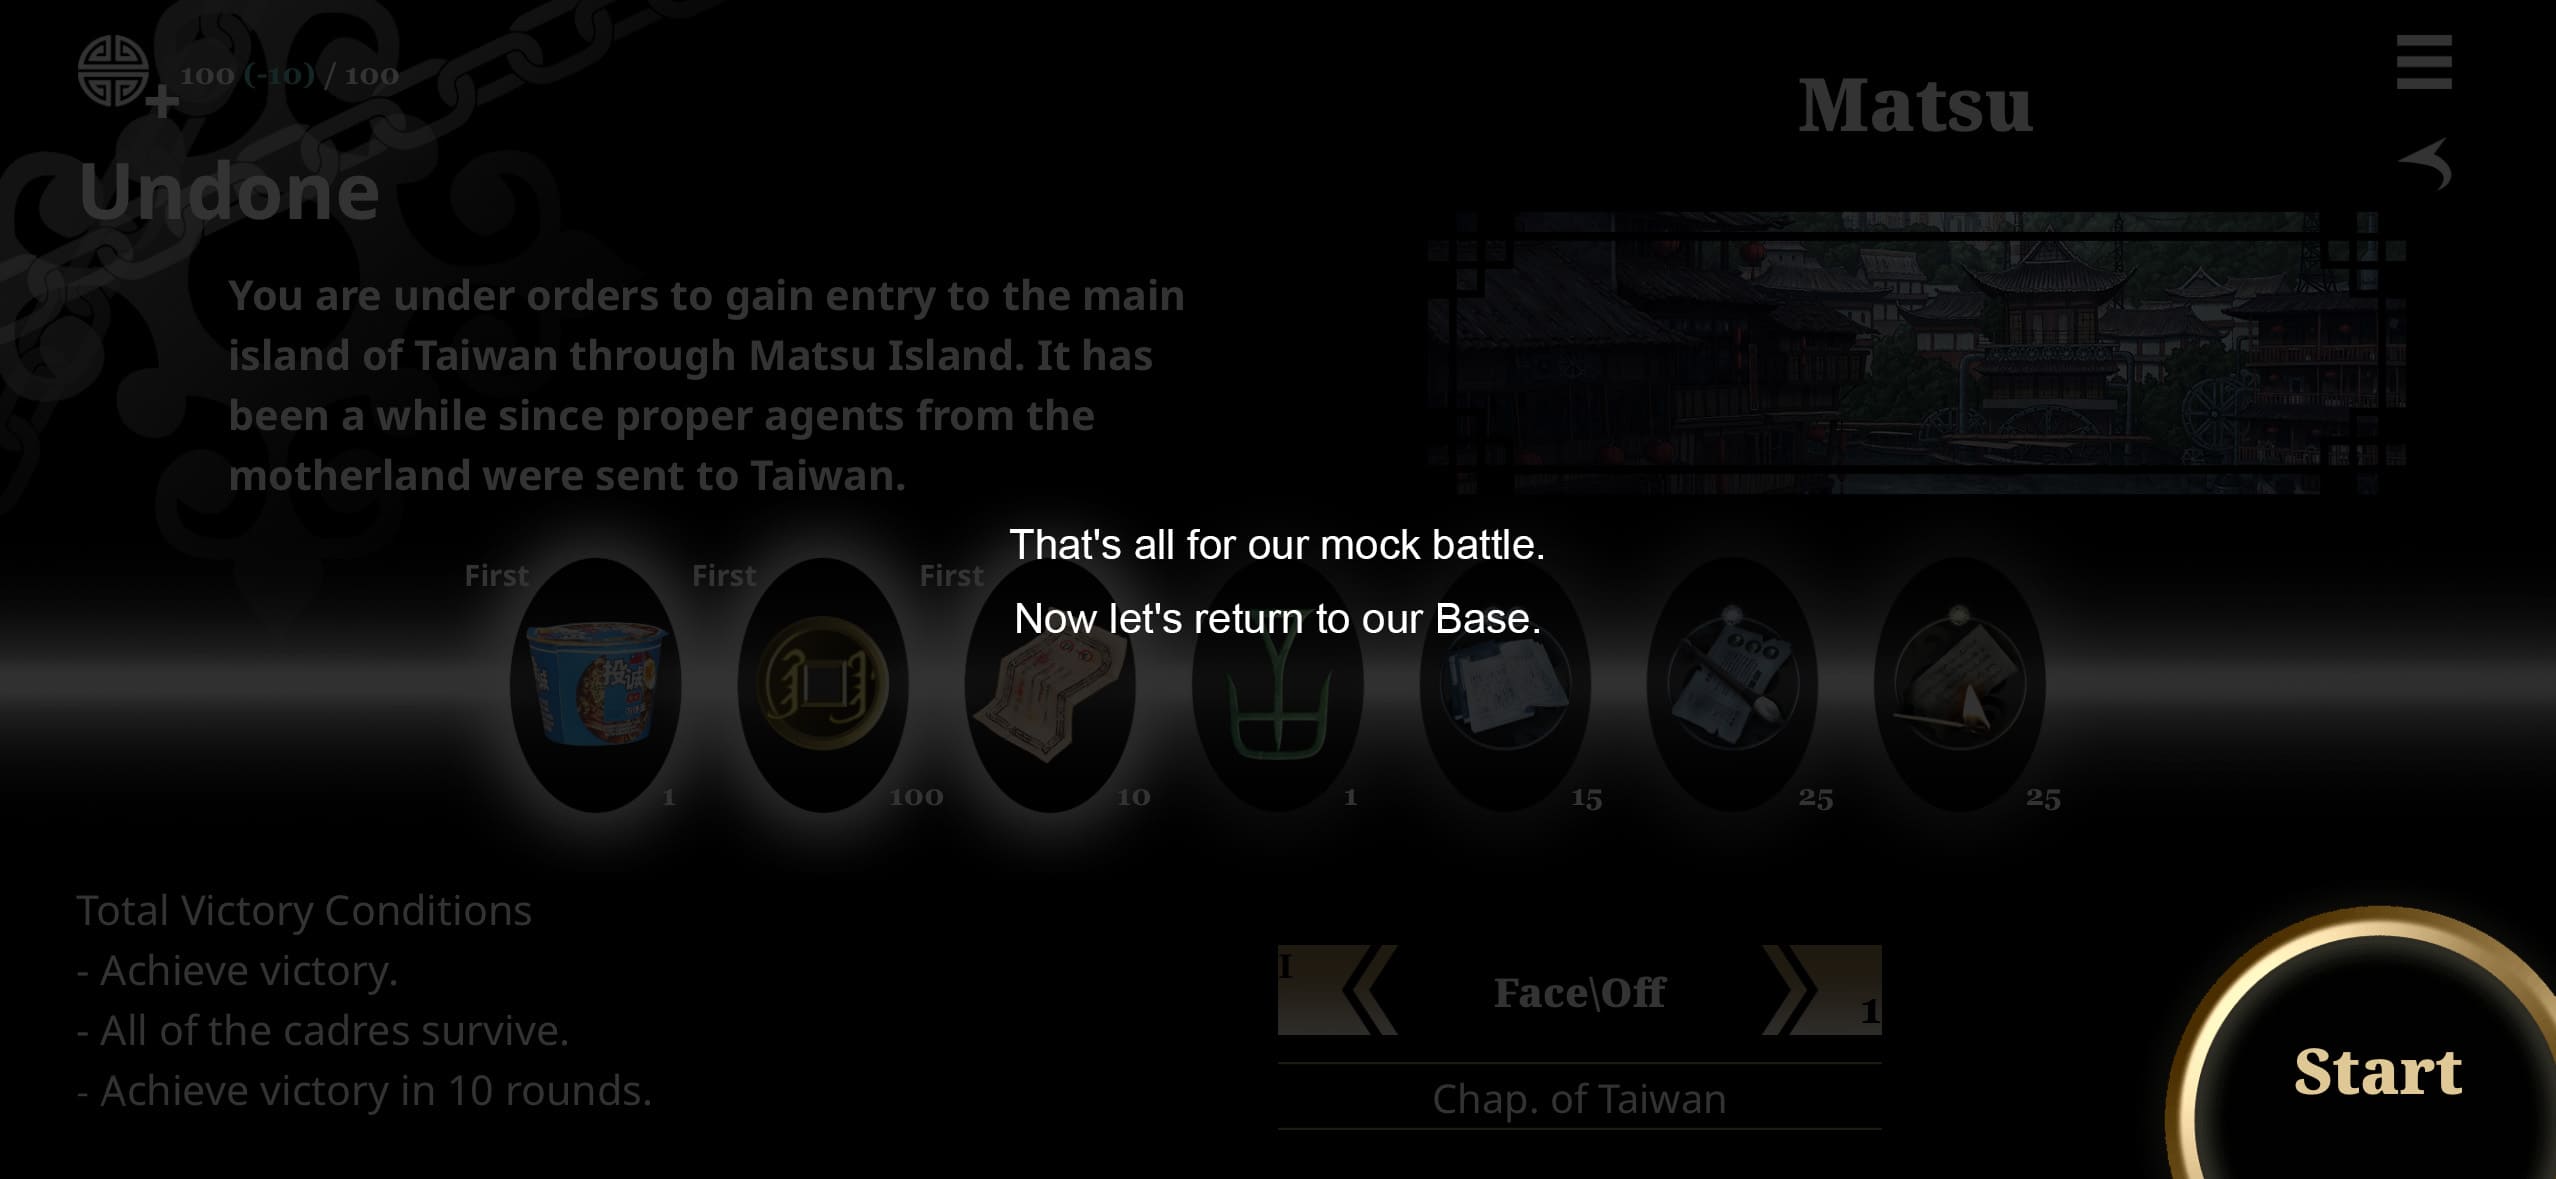 100 (-10) / 100
Matsu
Undone
You are under orders to gain entry to the main
island of Taiwan through Matsu Island. It has
been a while since proper agents from the
motherland were sent to Taiwan.
That's all for our mock battle.
Now let's return to our Base.
First
First
First
投诚
1
100
10
1
15
25
25
Total Victory Conditions
- Achieve victory.
- All of the cadres survive.
- Achieve victory in 10 rounds.
I
Face\Off
1
Chap. of Taiwan
Start